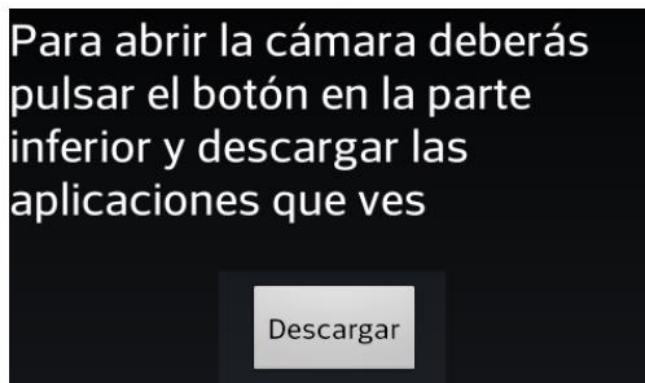 Para abrir la cámara deberás
pulsar el botón en la parte
inferior y descargar las
aplicaciones que ves
Descargar